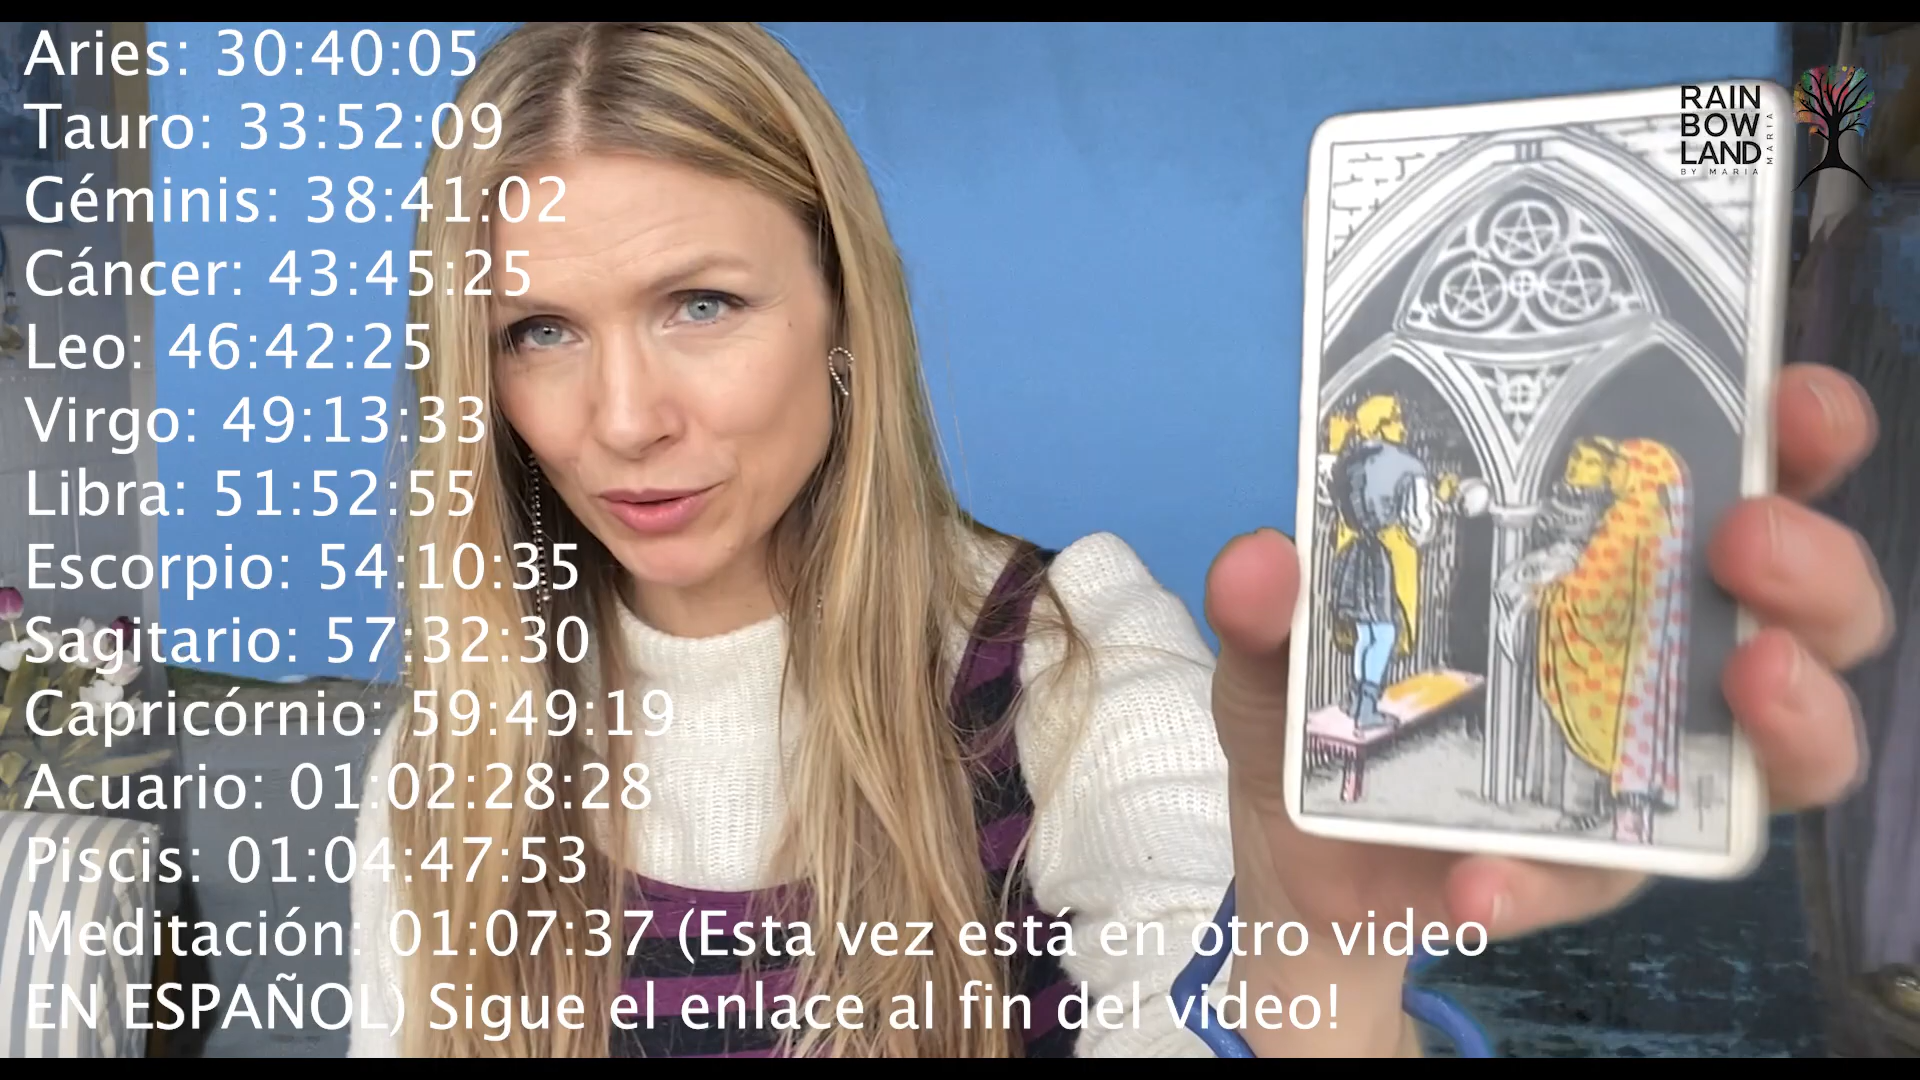 Aries: 30:40:05
Tauro: 33:52:09
Géminis: 38:41:02
Cáncer: 43:45:25
Leo: 46:42:25
Virgo: 49:13:33
Libra: 51:52:55
Escorpio: 54:10:35
Sagitario: 57:32:30
Capricórnio: 59:49:19
Acuario: 01:02:28:28
Piscis: 01:04:47:53
Meditación: 01:07:37 (Esta vez está en otro video
EN ESPAÑOL) Sigue el enlace al fin del video!
RAIN
BOW
LAND
BY MARIA
MARIA